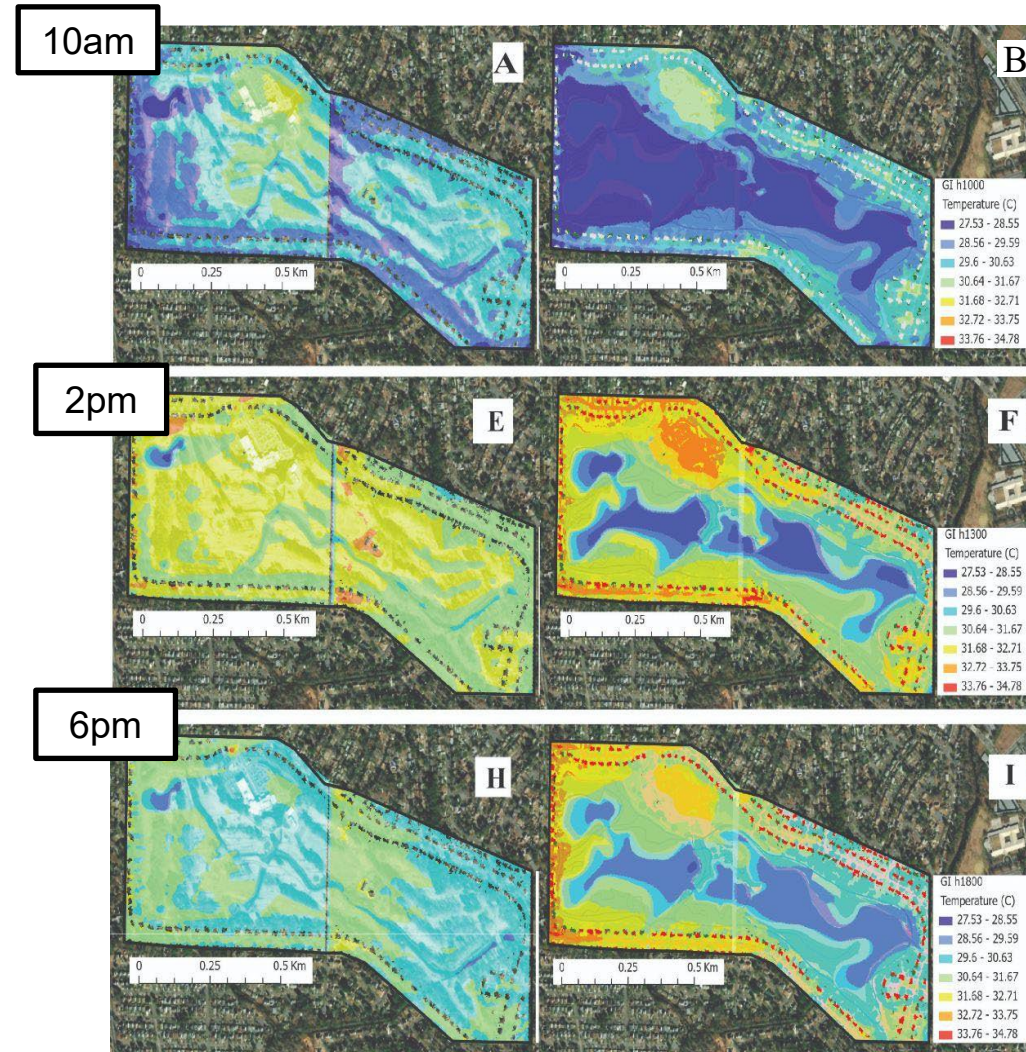 10am
A
B
0 0.25 0.5 Km
0 0.25 0.5 Km
GI h1000
Temperature (C)
27.53 - 28.55
28.56 - 29.59
29.6 - 30.63
30.64 - 31.67
31.68 - 32.71
32.72 - 33.75
33.76 - 34.78
2pm
E
F
0 0.25 0.5 Km
0 0.25 0.5 Km
GI h1300
Temperature (C)
27.53 - 28.55
28.56 - 29.59
29.6 - 30.63
30.64 - 31.67
31.68 - 32.71
32.72 - 33.75
33.76 - 34.78
6pm
H
I
0 0.25 0.5 Km
0 0.25 0.5 Km
GI h1800
Temperature (C)
27.53 - 28.55
28.56 - 29.59
29.6 - 30.63
30.64 - 31.67
31.68 - 32.71
32.72 - 33.75
33.76 - 34.78